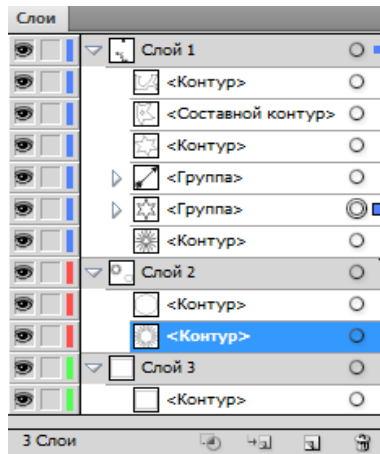 Слои
Слой 1
<Контур>
<Составной контур>
<Контур>
<Группа>
<Группа>
<Контур>
Слой 2
<Контур>
<Контур>
Слой 3
<Контур>
3 Слои